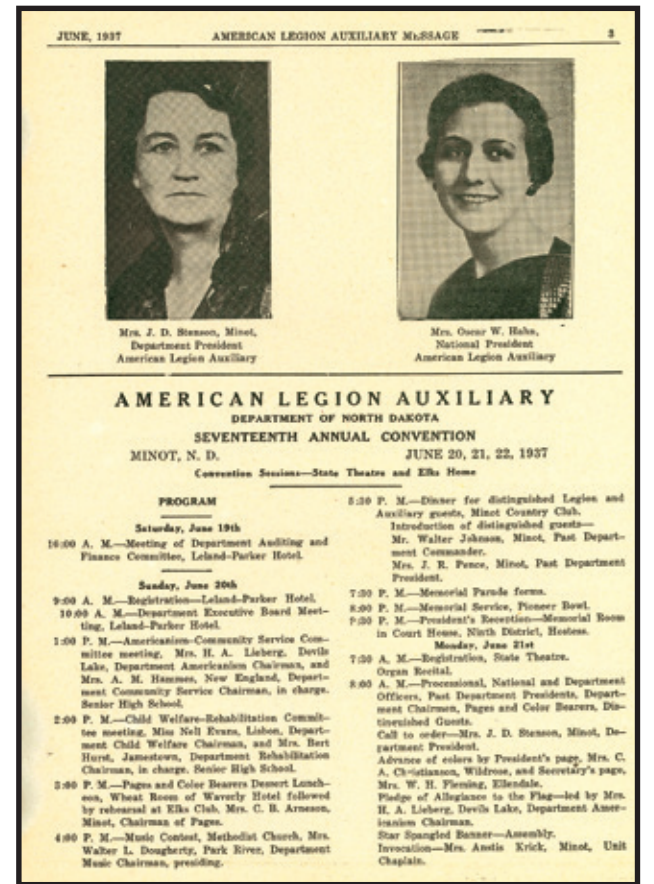 JUNE, 1937
AMERICAN LEGION AUXILIARY MESSAGE
3
Mrs. J. D. Stenson, Minot,
Department President
American Legion Auxiliary
Mrs. Oscar W. Hahn,
National President
American Legion Auxiliary
AMERICAN LEGION AUXILIARY
DEPARTMENT OF NORTH DAKOTA
SEVENTEENTH ANNUAL CONVENTION
MINOT, N. D.
JUNE 20, 21, 22, 1937
Convention Sessions—State Theatre and Elks Home
PROGRAM
Saturday, June 19th
10:00 A. M.—Meeting of Department Auditing and
Finance Committee, Leland-Parker Hotel.
Sunday, June 20th
9:00 A. M.—Registration—Leland-Parker Hotel.
10:00 A. M.—Department Executive Board Meet-
ting, Leland-Parker Hotel.
1:00 P. M.—Americanism-Community Service Com-
mittee meeting, Mrs. H. A. Lieberg, Devils
Lake, Department Americanism Chairman, and
Mrs. A. M. Hammes, New England, Depart-
ment Community Service Chairman, in charge.
Senior High School.
2:00 P. M.—Child Welfare-Rehabilitation Commit-
tee meeting, Miss Nell Evans, Lisbon, Depart-
ment Child Welfare Chairman, and Mrs. Bert
Hurst, Jamestown, Department Rehabilitation
Chairman, in charge. Senior High School.
3:00 P. M.—Pages and Color Bearers Dessert Lunch-
eon, Wheat Room of Waverly Hotel followed
by rehearsal at Elks Club, Mrs. C. B. Arneson,
Minot, Chairman of Pages.
4:00 P. M.—Music Contest, Methodist Church, Mrs.
Walter L. Dougherty, Park River, Department
Music Chairman, presiding.
5:30 P. M.—Dinner for distinguished Legion and
Auxiliary guests, Minot Country Club.
Introduction of distinguished guests—
Mr. Walter Johnson, Minot, Past Depart-
ment Commander.
Mrs. J. R. Pence, Minot, Past Department
President.
7:30 P. M.—Memorial Parade forms.
8:00 P. M.—Memorial Service, Pioneer Bowl.
9:30 P. M.—President's Reception—Memorial Room
in Court House, Ninth District, Hostess.
Monday, June 21st
7:30 A. M.—Registration, State Theatre.
Organ Recital.
8:00 A. M.—Processional, National and Department
Officers, Past Department Presidents, Depart-
ment Chairmen, Pages and Color Bearers, Dis-
tinguished Guests.
Call to order—Mrs. J. D. Stenson, Minot, De-
partment President.
Advance of colors by President's page, Mrs. C.
A. Christianson, Wildrose, and Secretary's page,
Mrs. W. H. Fleming, Ellendale.
Pledge of Allegiance to the Flag—led by Mrs.
H. A. Lieberg, Devils Lake, Department Amer-
icanism Chairman.
Star Spangled Banner—Assembly.
Invocation—Mrs. Anstis Krick, Minot, Unit
Chaplain.